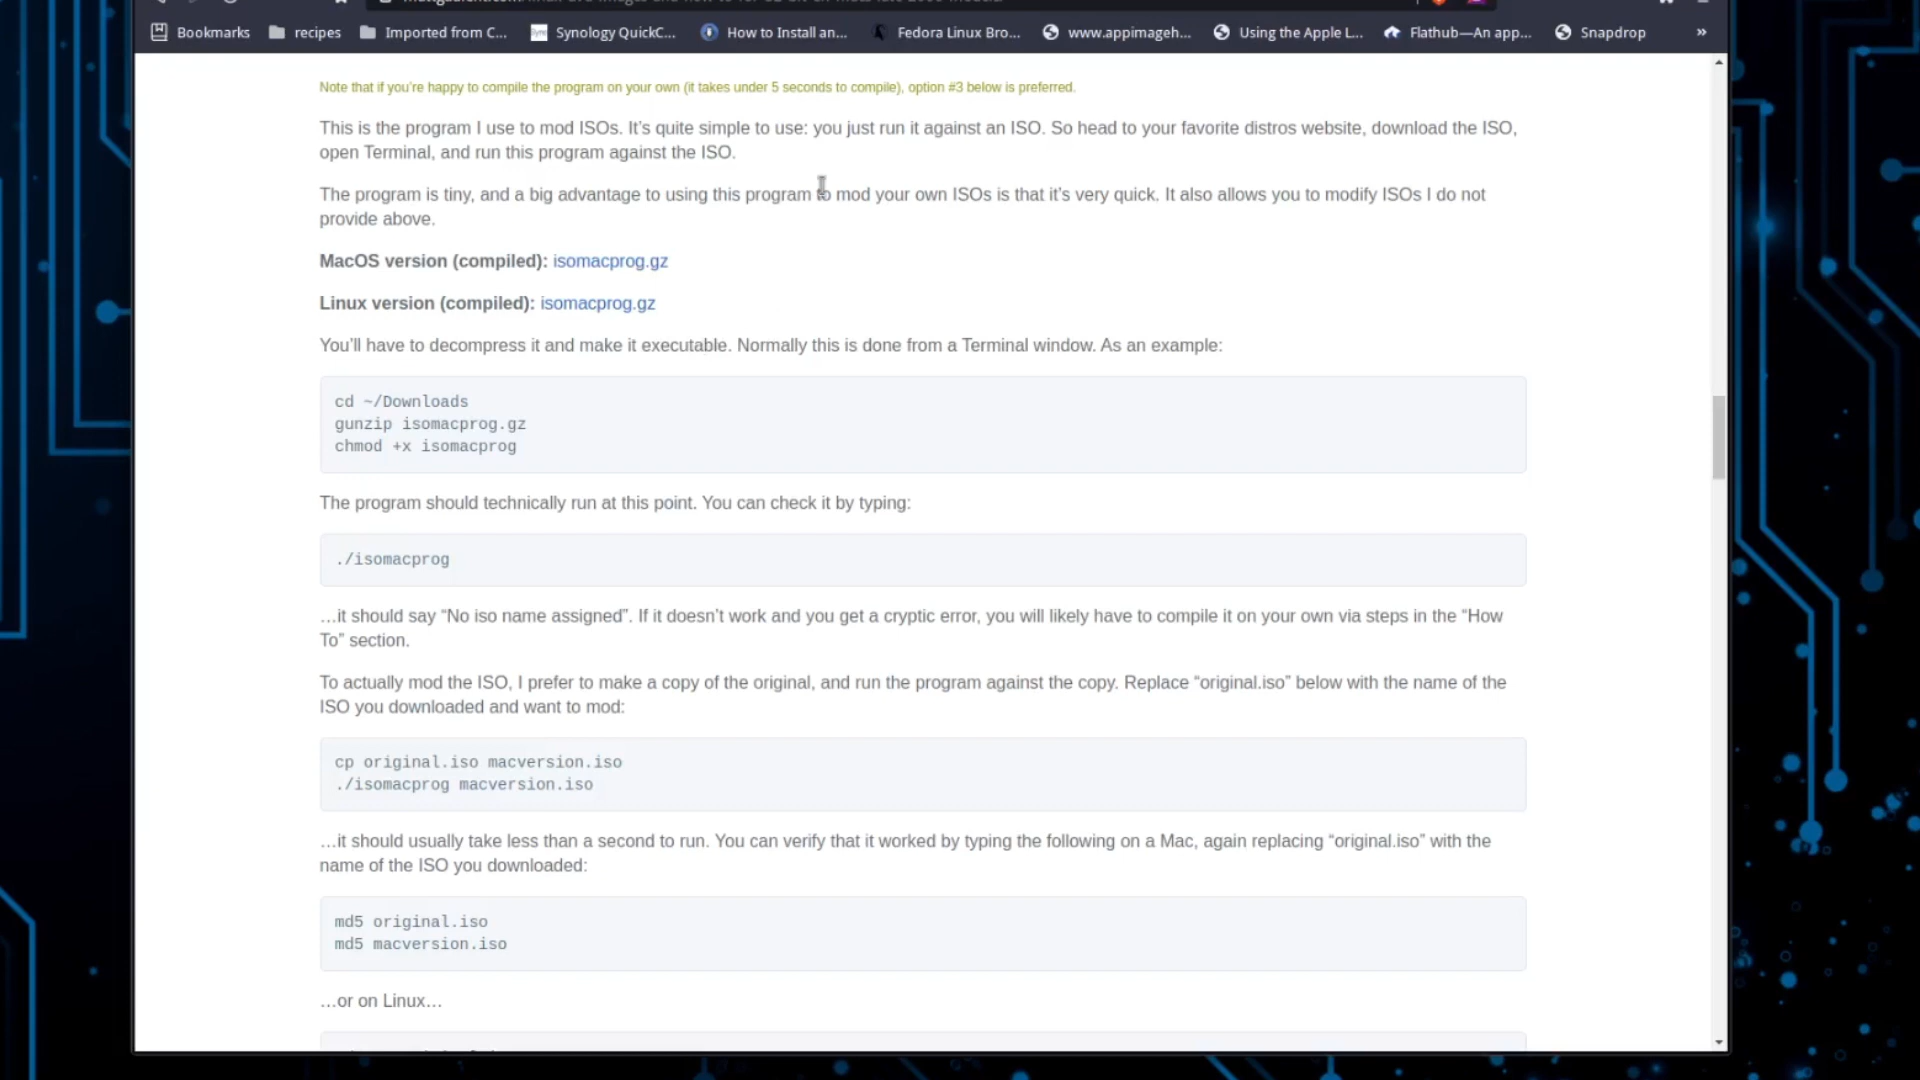 Bookmarks recipes Imported from C... Synology QuickC... How to Install an... Fedora Linux Bro... www.appimageh... Using the Apple L... Flathub—An app... Snapdrop »
Note that if you're happy to compile the program on your own (it takes under 5 seconds to compile), option #3 below is preferred.
This is the program I use to mod ISOs. It's quite simple to use: you just run it against an ISO. So head to your favorite distros website, download the ISO,
open Terminal, and run this program against the ISO.
The program is tiny, and a big advantage to using this program to mod your own ISOs is that it's very quick. It also allows you to modify ISOs I do not
provide above.
MacOS version (compiled): isomacprog.gz
Linux version (compiled): isomacprog.gz
You'll have to decompress it and make it executable. Normally this is done from a Terminal window. As an example:
cd ~/Downloads
gunzip isomacprog.gz
chmod +x isomacprog
The program should technically run at this point. You can check it by typing:
./isomacprog
…it should say “No iso name assigned”. If it doesn't work and you get a cryptic error, you will likely have to compile it on your own via steps in the “How
To” section.
To actually mod the ISO, I prefer to make a copy of the original, and run the program against the copy. Replace “original.iso” below with the name of the
ISO you downloaded and want to mod:
cp original.iso macversion.iso
./isomacprog macversion.iso
…it should usually take less than a second to run. You can verify that it worked by typing the following on a Mac, again replacing “original.iso” with the
name of the ISO you downloaded:
md5 original.iso
md5 macversion.iso
…or on Linux…